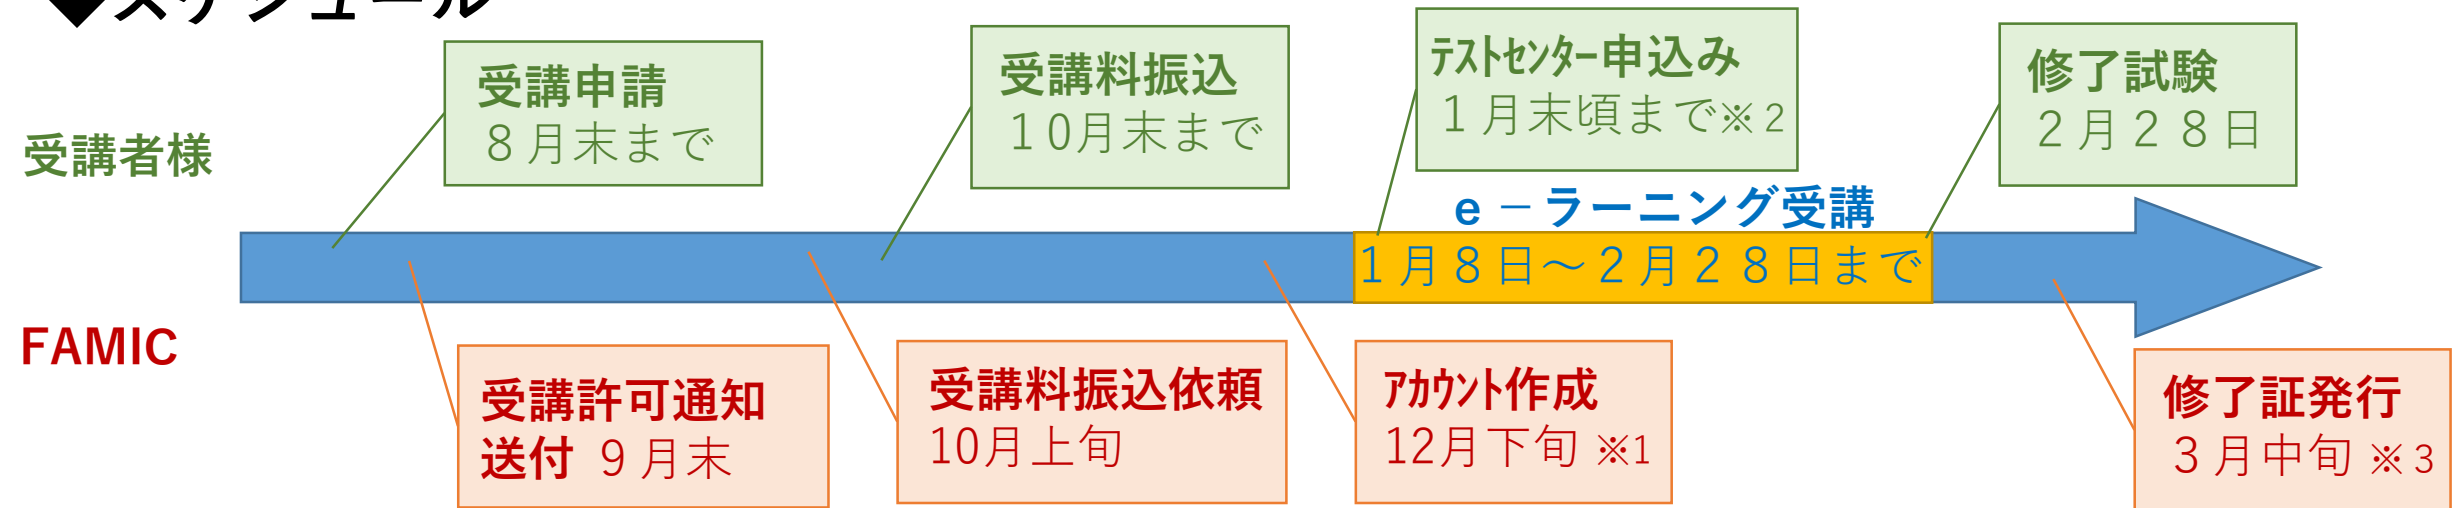 ◆スケジュール
受講者様
受講申請
８月末まで
受講料振込
１０月末まで
ﾃｽﾄｾﾝﾀｰ申込み
１月末頃まで※２
修了試験
２月２８日
e－ラーニング受講
１月８日～２月２８日まで
FAMIC
受講許可通知
送付 ９月末
受講料振込依頼
10月上旬
ｱｶｳﾝﾄ作成
12月下旬 ※1
修了証発行
３月中旬 ※３